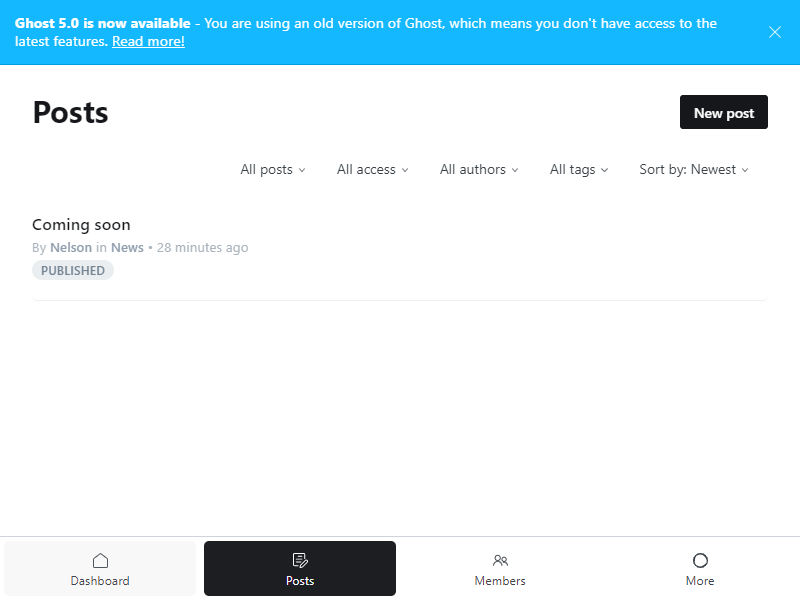 Ghost 5.0 is now available - You are using an old version of Ghost, which means you don't have access to the
latest features. Read more!
Posts
New post
All posts
All access
All authors
All tags
Sort by: Newest
Coming soon
By Nelson in News • 28 minutes ago
PUBLISHED
Dashboard
Posts
Members
More